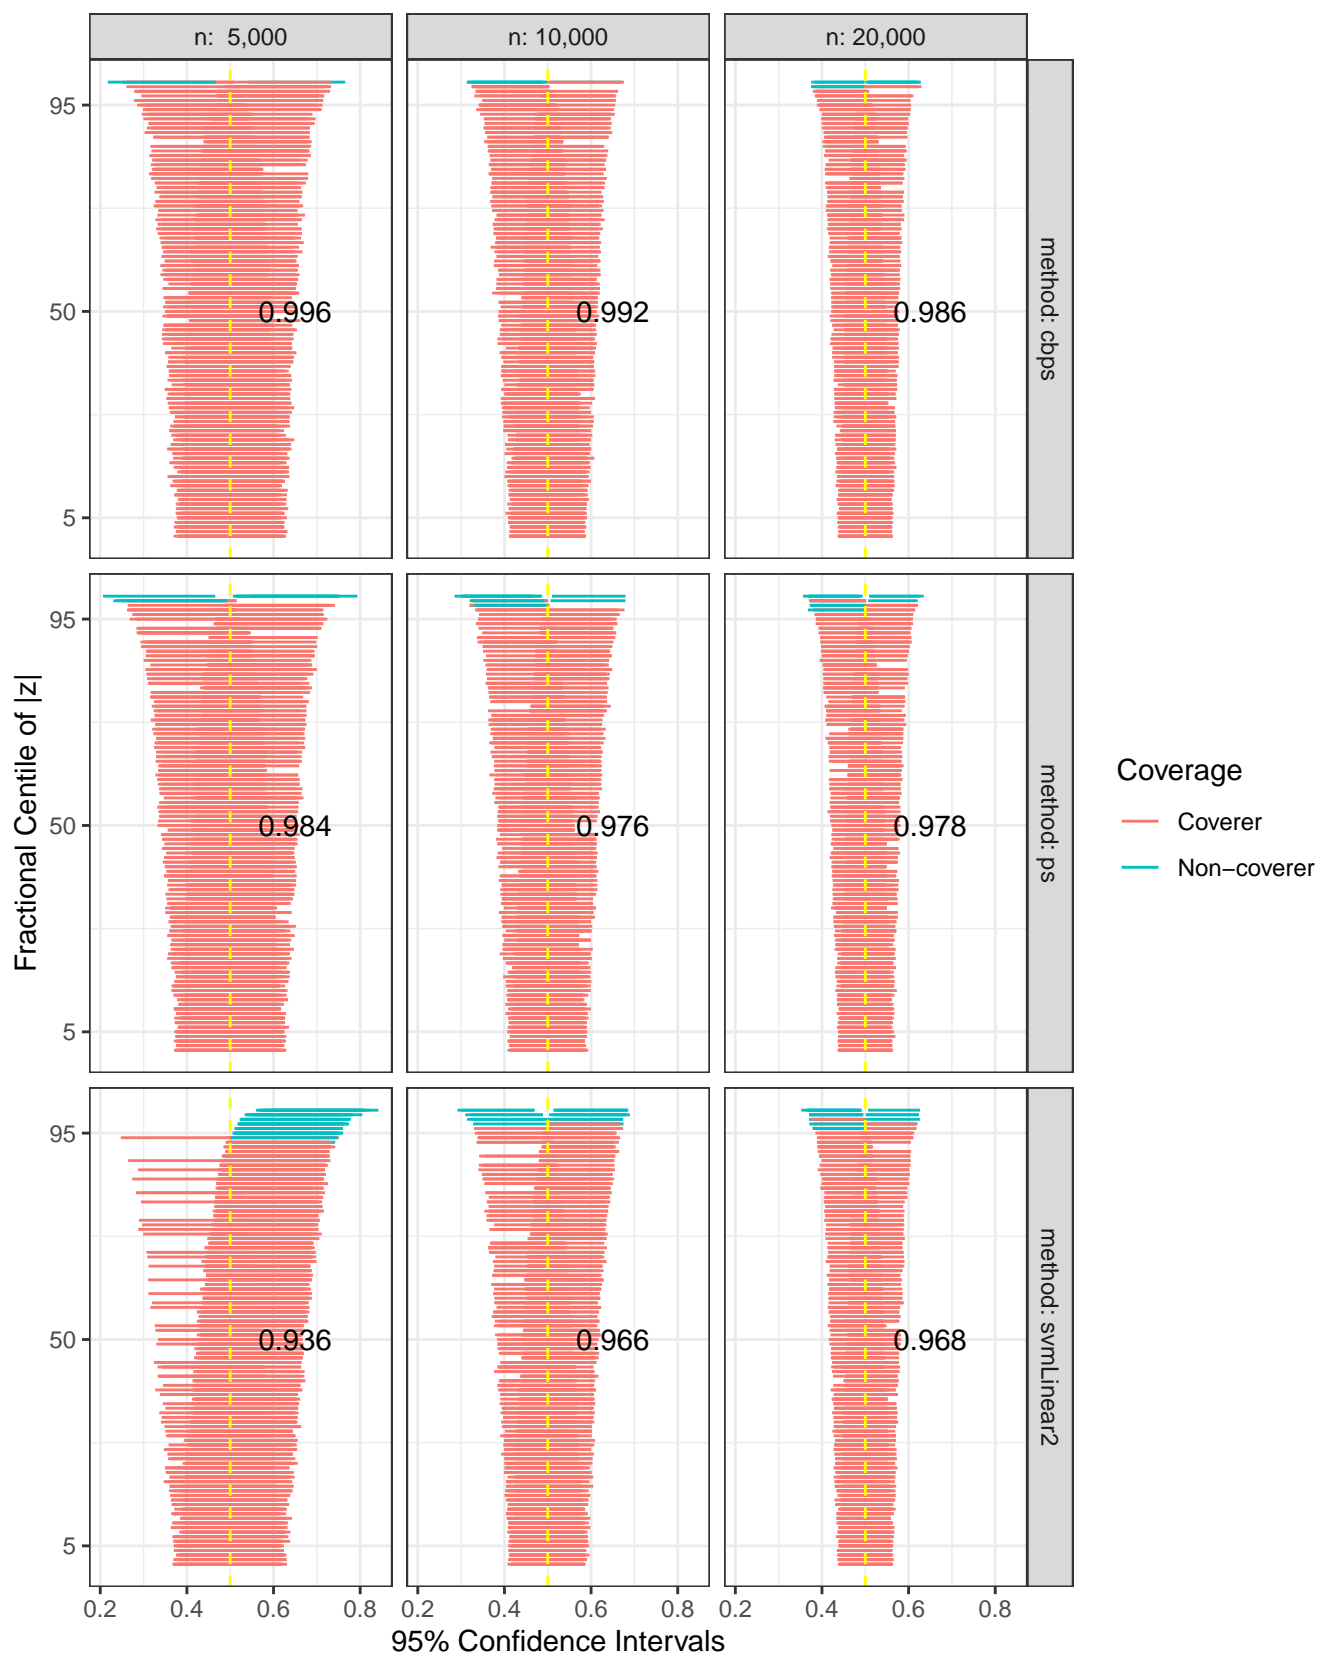 n:  5,000
n: 10,000
n: 20,000
95
50
5
0.996
0.992
0.986
method: cbps
95
50
5
0.984
0.976
0.978
method: ps
95
50
5
0.936
0.966
0.968
method: svmLinear2
0.2 0.4 0.6 0.8 0.2 0.4 0.6 0.8 0.2 0.4 0.6 0.8
95% Confidence Intervals
Fractional Centile of |z|
Coverage
Coverer
Non−coverer